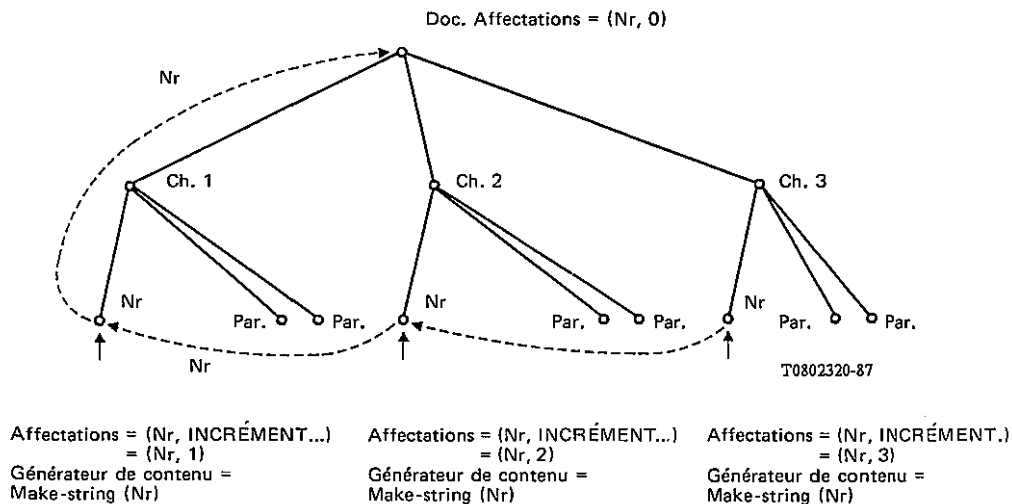 Doc. Affectations = (Nr, 0)
Nr
Ch. 1
Ch. 2
Ch. 3
Nr
Par.
Par.
Nr
Par.
Par.
Nr
Par.
Par.
Nr
T0802320-87
Affectations = (Nr, INCRÉMENT...)
= (Nr, 1)
Générateur de contenu =
Make-string (Nr)
Affectations = (Nr, INCRÉMENT...)
= (Nr, 2)
Générateur de contenu =
Make-string (Nr)
Affectations = (Nr, INCRÉMENT.)
= (Nr, 3)
Générateur de contenu =
Make-string (Nr)